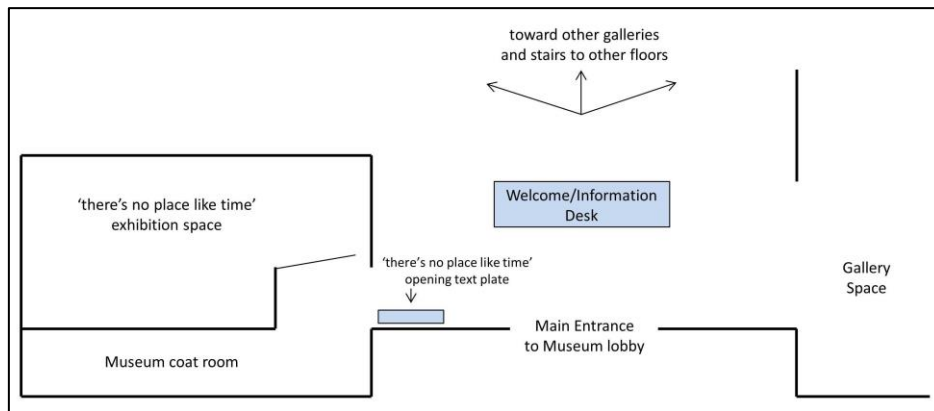 toward other galleries
and stairs to other floors
Welcome/Information
Desk
‘there’s no place like time’
exhibition space
‘there’s no place like time’
opening text plate
Gallery
Space
Main Entrance
to Museum lobby
Museum coat room